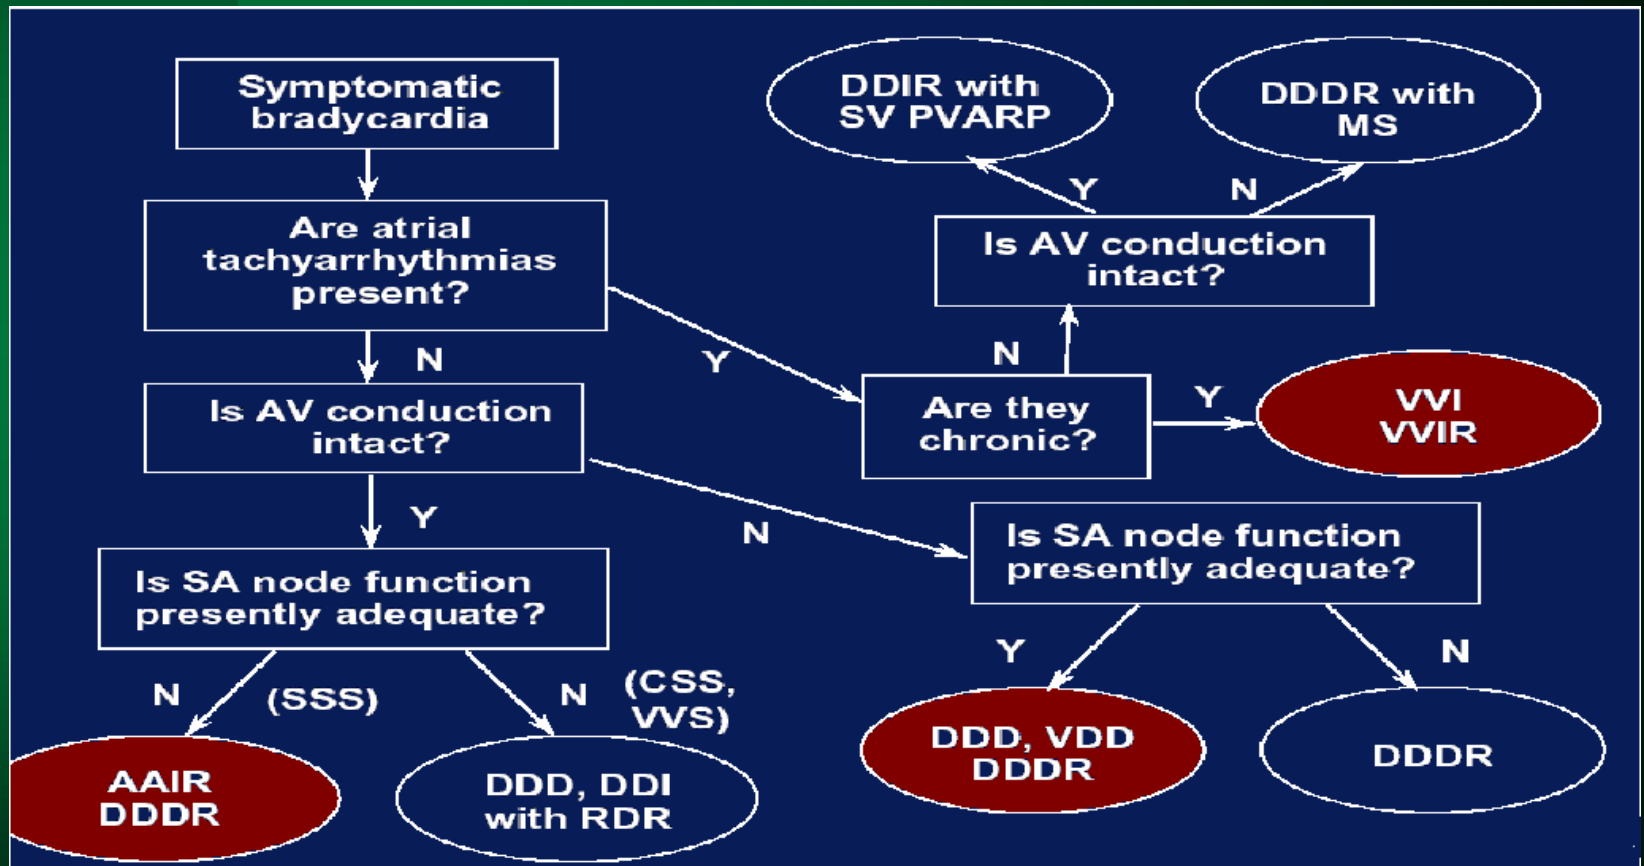 Symptomatic
bradycardia
Are atrial
tachyarrhythmias
present?
N
Y
Is AV conduction
intact?
Y
N
Is SA node function
presently adequate?
N
(SSS)
N
(CSS,
VVS)
AAIR
DDDR
DDD, DDI
with RDR
DDIR with
SV PVARP
DDDR with
MS
Y
N
Is AV conduction
intact?
N
Are they
chronic?
Y
VVI
VVIR
Is SA node function
presently adequate?
Y
N
DDD, VDD
DDDR
DDDR